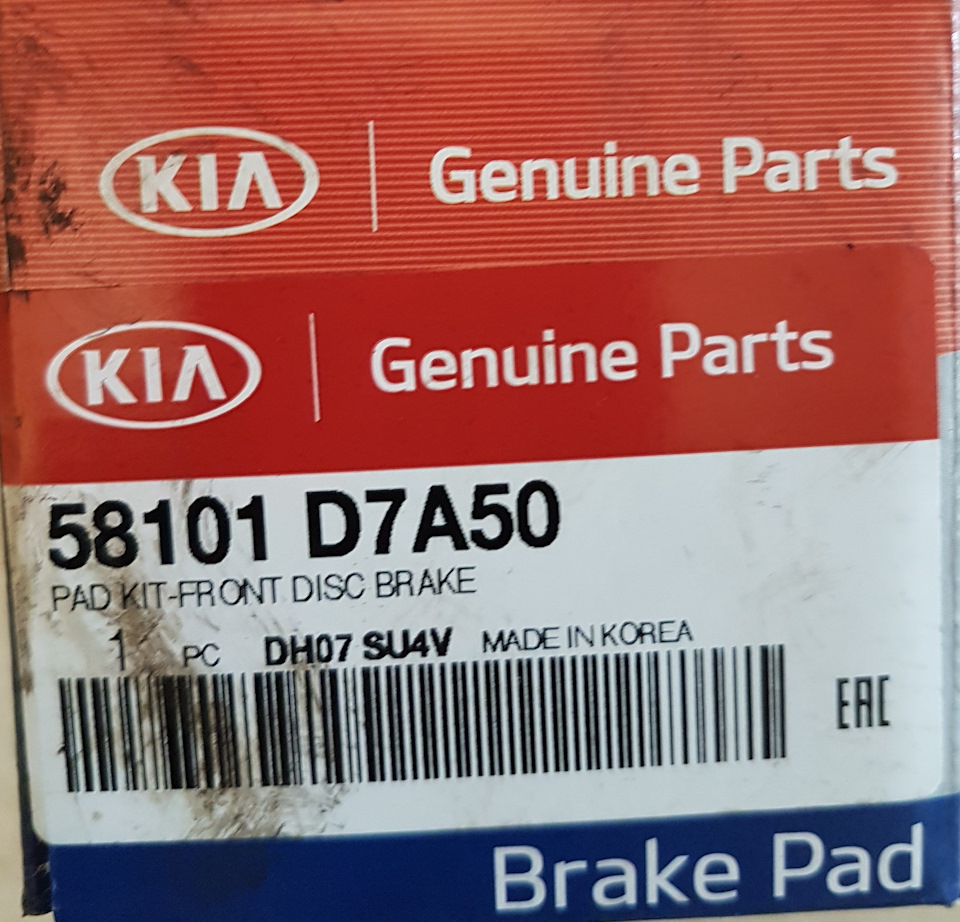 KIA Genuine Parts
KIA Genuine Parts
58101 D7A50
PAD KIT-FRONT DISC BRAKE
1 PC DH07 SU4V MADE IN KOREA
EAC
Brake Pad